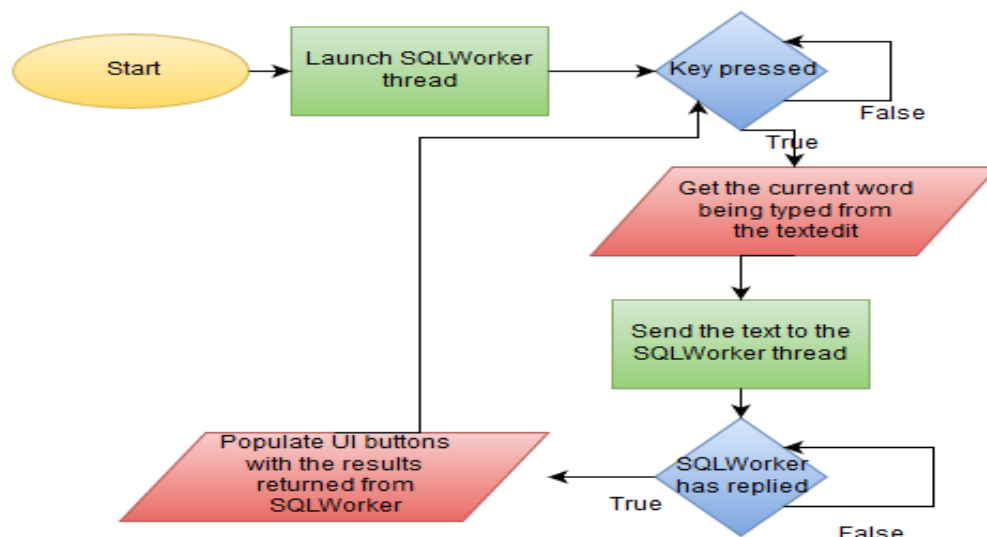 Start
Launch SQLWorker
thread
Key pressed
False
True
Get the current word
being typed from
the textedit
Send the text to the
SQLWorker thread
SQLWorker
has replied
False
True
Populate UI buttons
with the results
returned from
SQLWorker